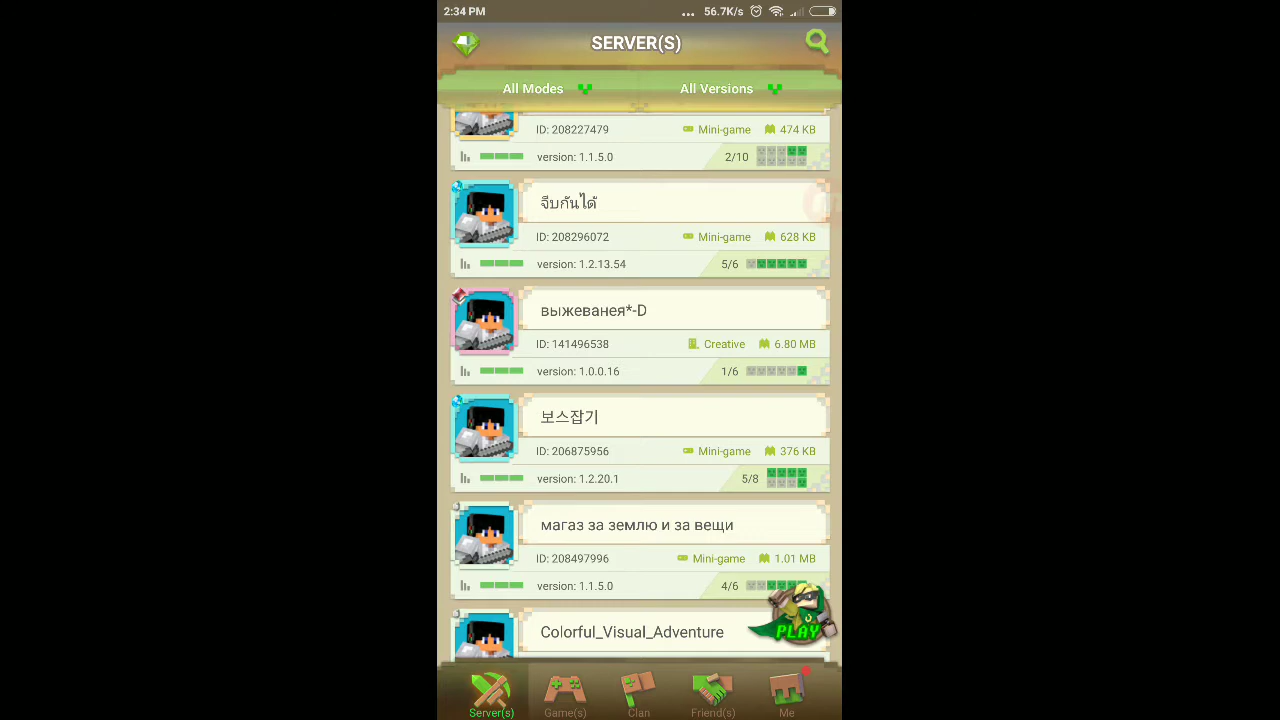 2:34 PM
... 56.7K/s
SERVER(S)
All Modes All Versions
ID: 208227479 Mini-game 474 KB
version: 1.1.5.0 2/10
จีบกันได้
ID: 208296072 Mini-game 628 KB
version: 1.2.13.54 5/6
выжеванея*-D
ID: 141496538 Creative 6.80 MB
version: 1.0.0.16 1/6
보스잡기
ID: 206875956 Mini-game 376 KB
version: 1.2.20.1 5/8
магаз за землю и за вещи
ID: 208497996 Mini-game 1.01 MB
version: 1.1.5.0 4/6
Colorful_Visual_Adventure
PLAY
Server(s) Game(s) Clan Friend(s) Me